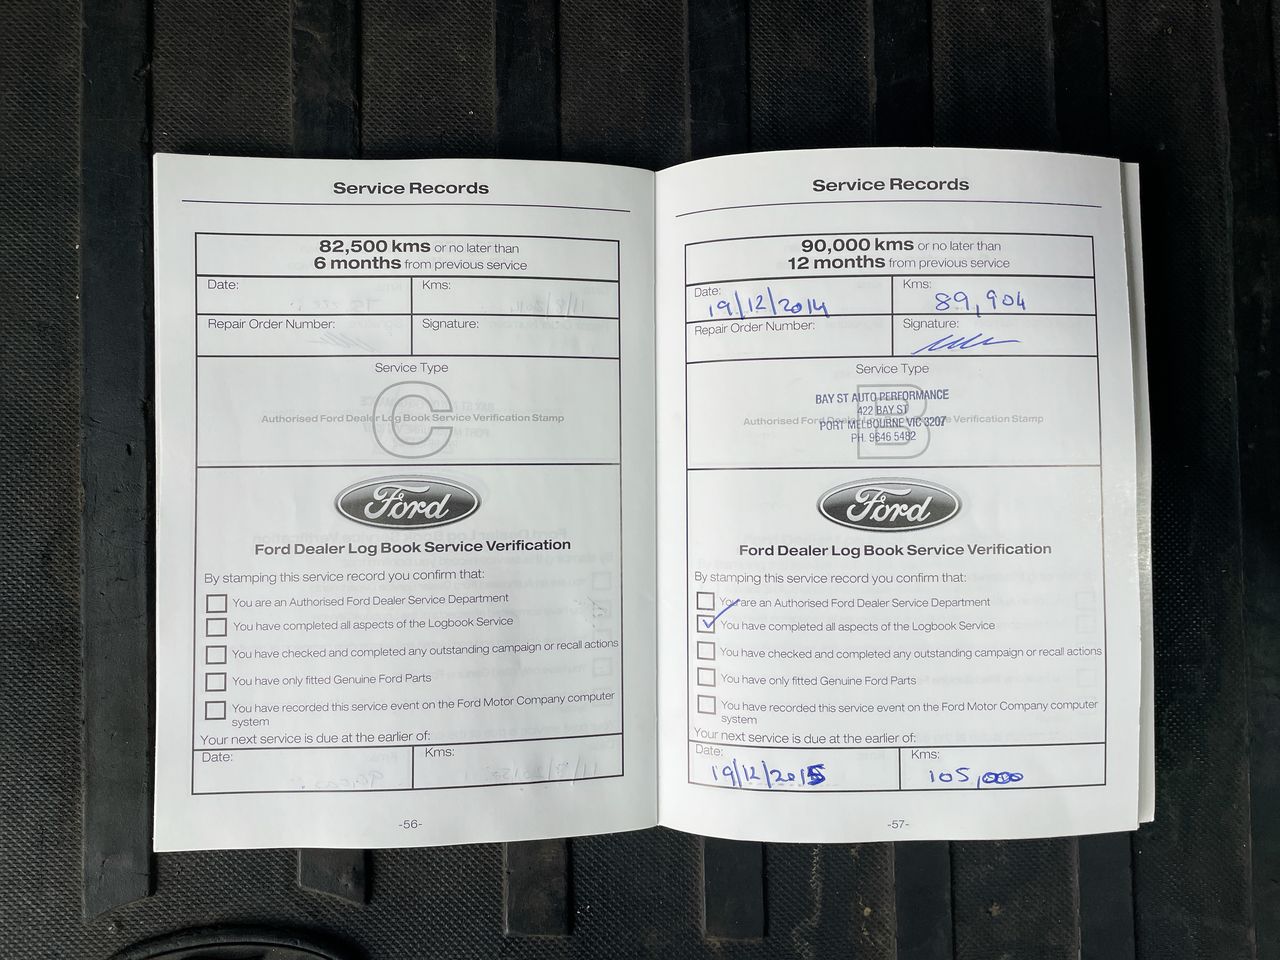 Service Records
82,500 kms or no later than
6 months from previous service
Date:
Kms:
Repair Order Number:
Signature:
Service Type
C
Authorised Ford Dealer Log Book Service Verification Stamp
Ford
Ford Dealer Log Book Service Verification
By stamping this service record you confirm that:
You are an Authorised Ford Dealer Service Department
You have completed all aspects of the Logbook Service
You have checked and completed any outstanding campaign or recall actions
You have only fitted Genuine Ford Parts
You have recorded this service event on the Ford Motor Company computer
system
Your next service is due at the earlier of:
Date:
Kms:
-56-
Service Records
90,000 kms or no later than
12 months from previous service
Date: 19/12/2014
Kms: 89,904
Repair Order Number:
Signature:
Service Type
B
BAY ST AUTO PERFORMANCE
422 BAY ST
Authorised Ford Dealer Log Book Service Verification Stamp
PORT MELBOURNE VIC 3207
PH. 9646 5482
Ford
Ford Dealer Log Book Service Verification
By stamping this service record you confirm that:
You are an Authorised Ford Dealer Service Department
You have completed all aspects of the Logbook Service
You have checked and completed any outstanding campaign or recall actions
You have only fitted Genuine Ford Parts
You have recorded this service event on the Ford Motor Company computer
system
Your next service is due at the earlier of:
Date: 19/12/2015
Kms: 105,000
-57-